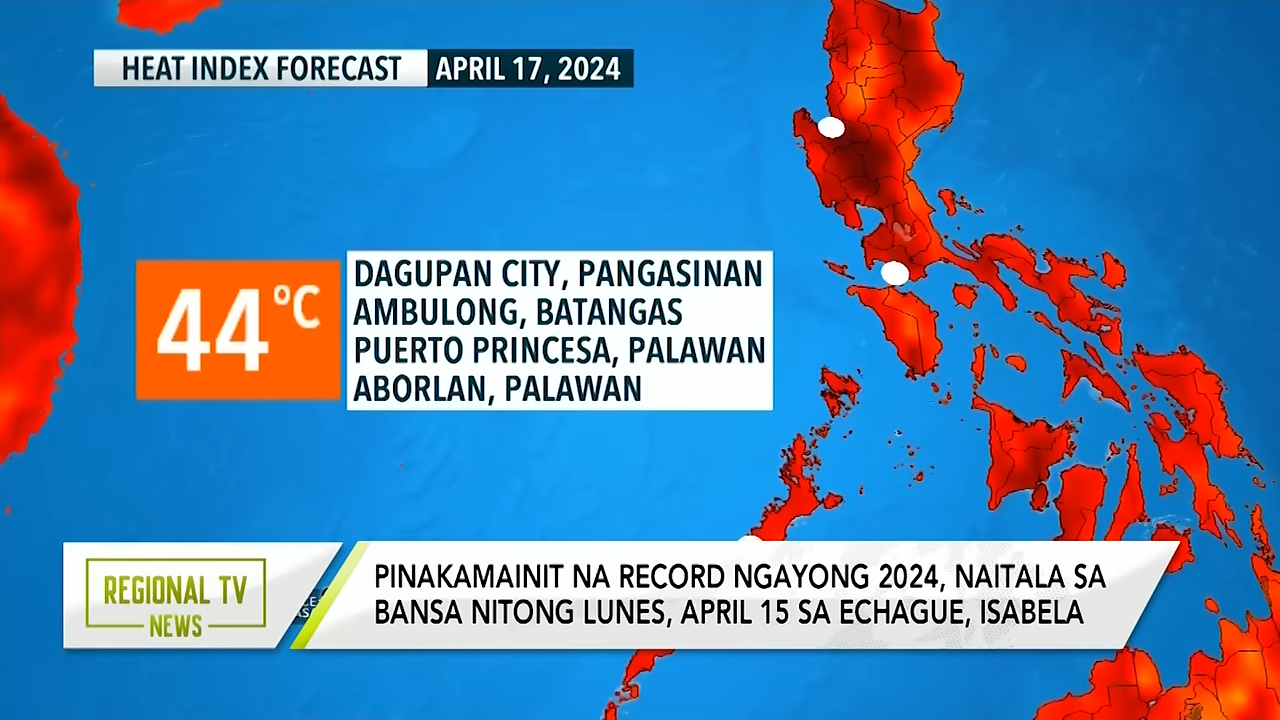 HEAT INDEX FORECAST APRIL 17, 2024
44°C
DAGUPAN CITY, PANGASINAN
AMBULONG, BATANGAS
PUERTO PRINCESA, PALAWAN
ABORLAN, PALAWAN
REGIONAL TV
NEWS
PINAKAMAINIT NA RECORD NGAYONG 2024, NAITALA SA
BANSA NITONG LUNES, APRIL 15 SA ECHAGUE, ISABELA